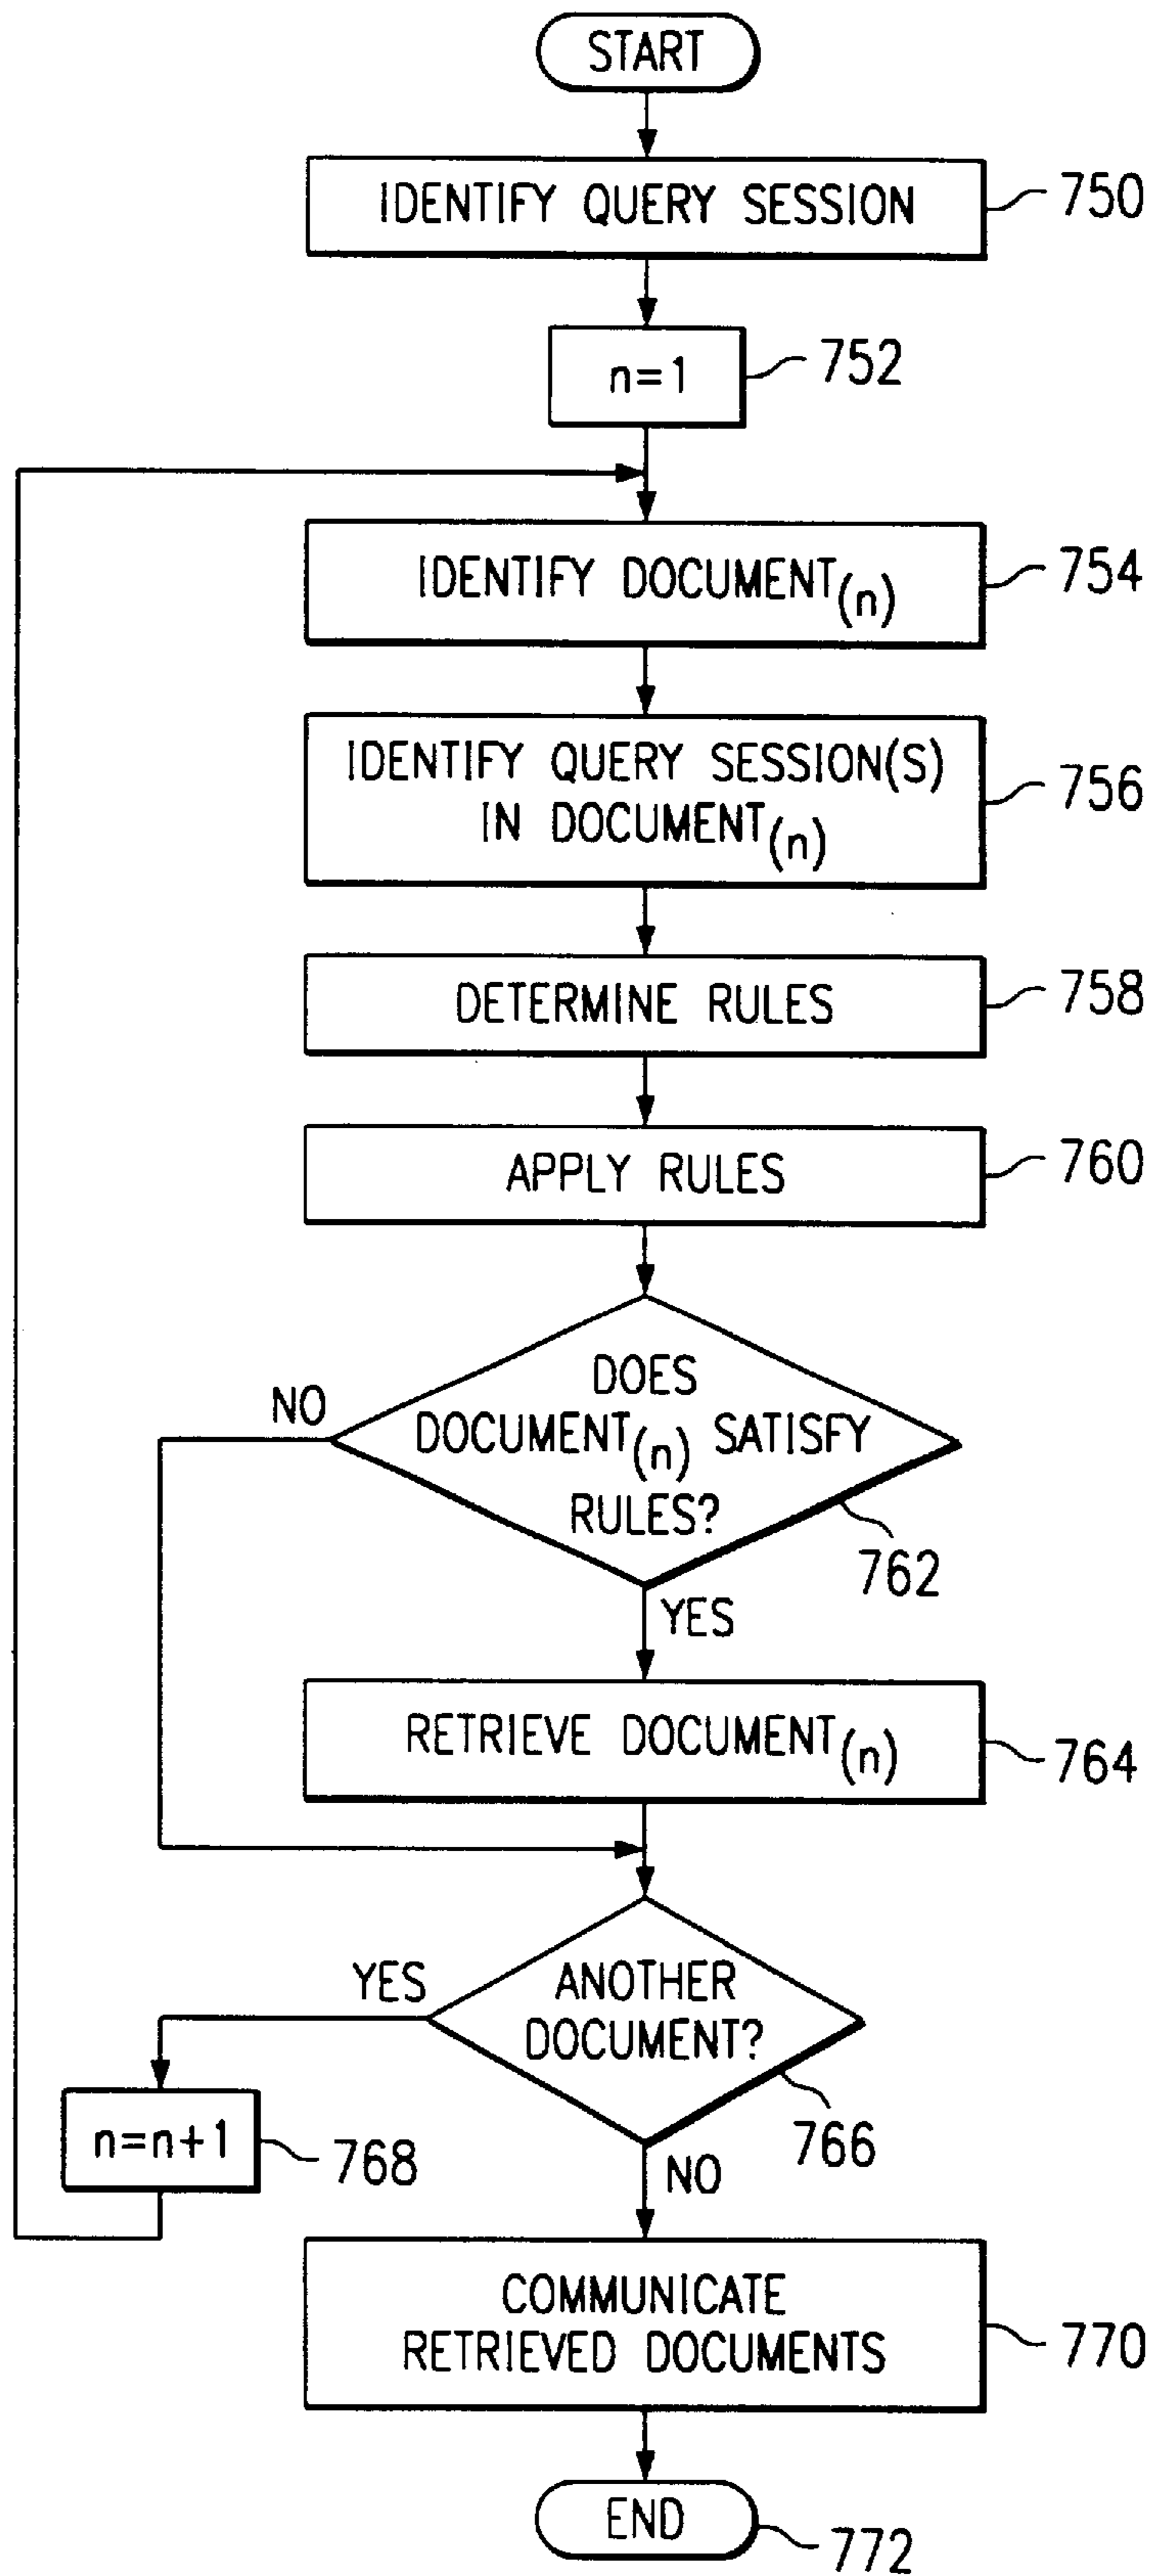 START
IDENTIFY QUERY SESSION
750
n=1
752
IDENTIFY DOCUMENT(n)
754
IDENTIFY QUERY SESSION(S)
IN DOCUMENT(n)
756
DETERMINE RULES
758
APPLY RULES
760
NO
DOES
DOCUMENT(n) SATISFY
RULES?
762
YES
RETRIEVE DOCUMENT(n)
764
YES
ANOTHER
DOCUMENT?
766
n=n+1
768
NO
COMMUNICATE
RETRIEVED DOCUMENTS
770
END
772